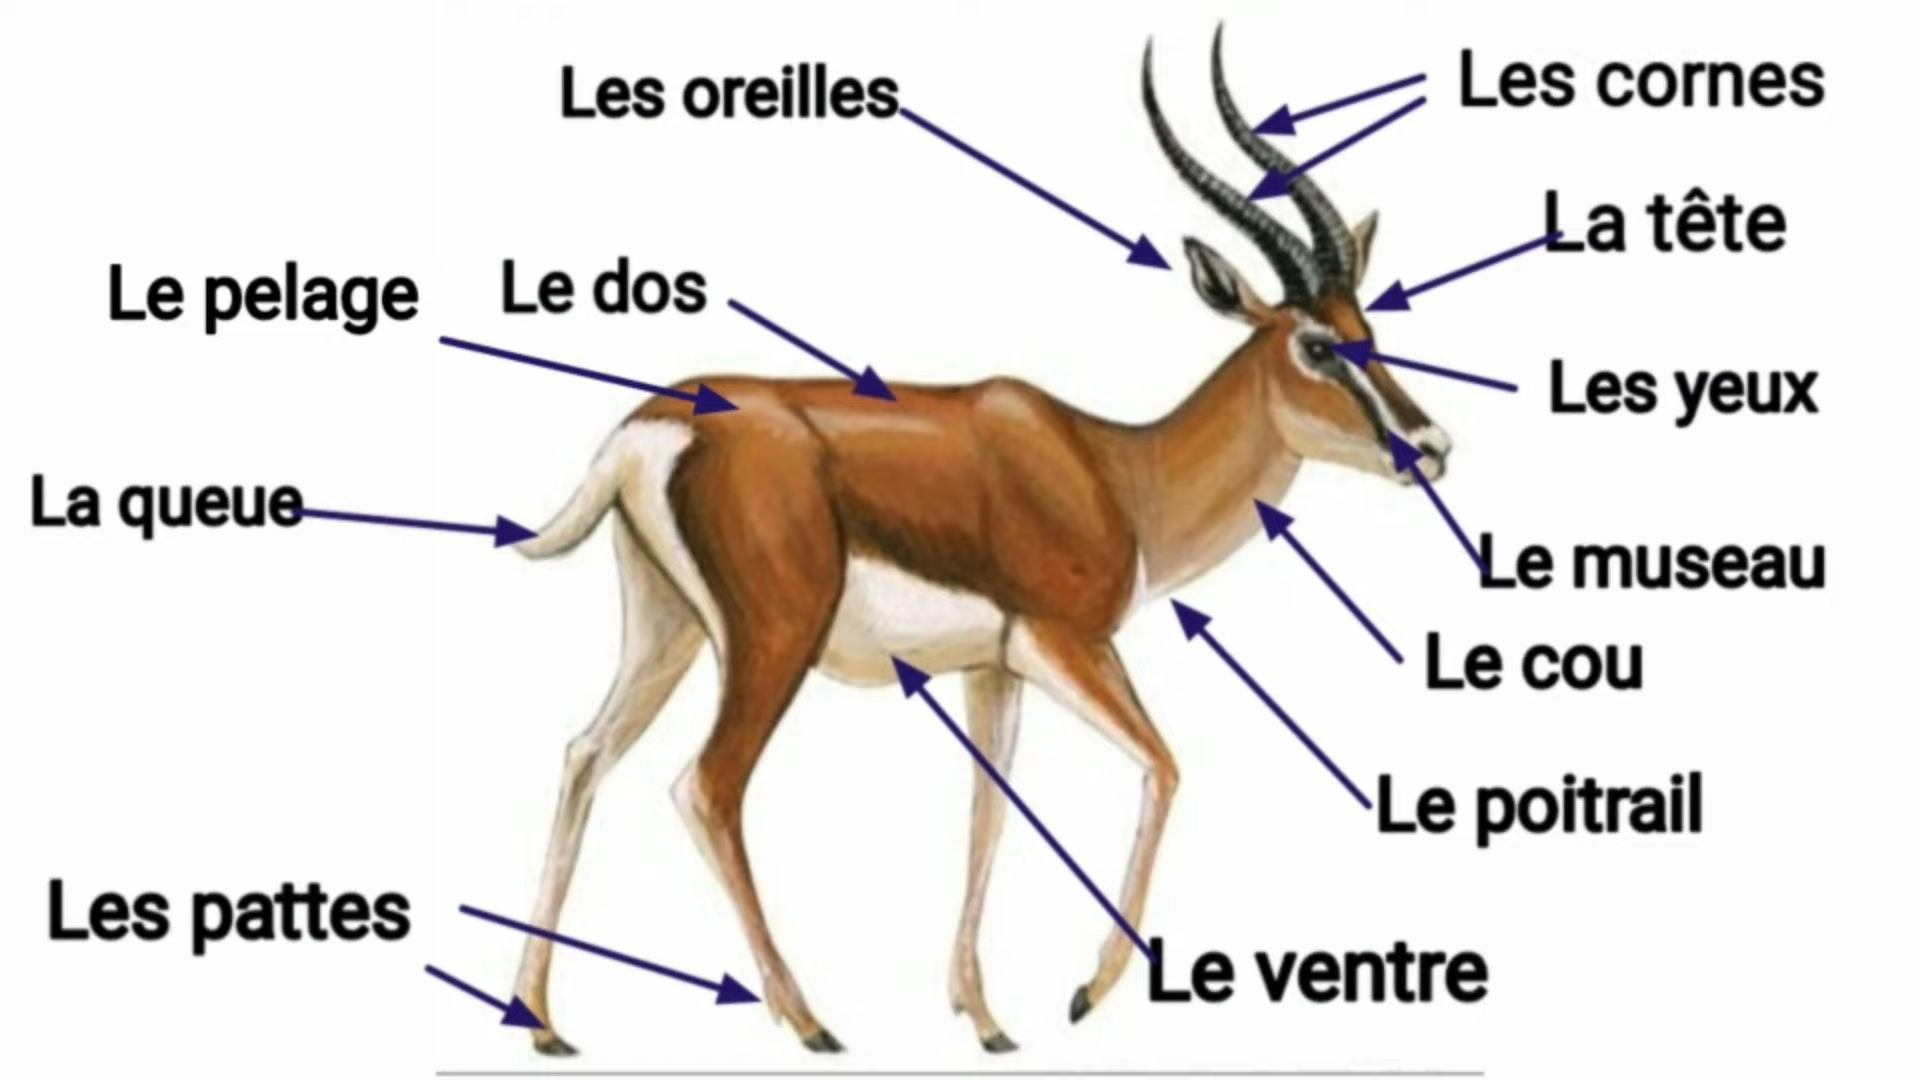 Les oreilles
Les cornes
La tête
Le pelage
Le dos
Les yeux
La queue
Le museau
Le cou
Le poitrail
Les pattes
Le ventre